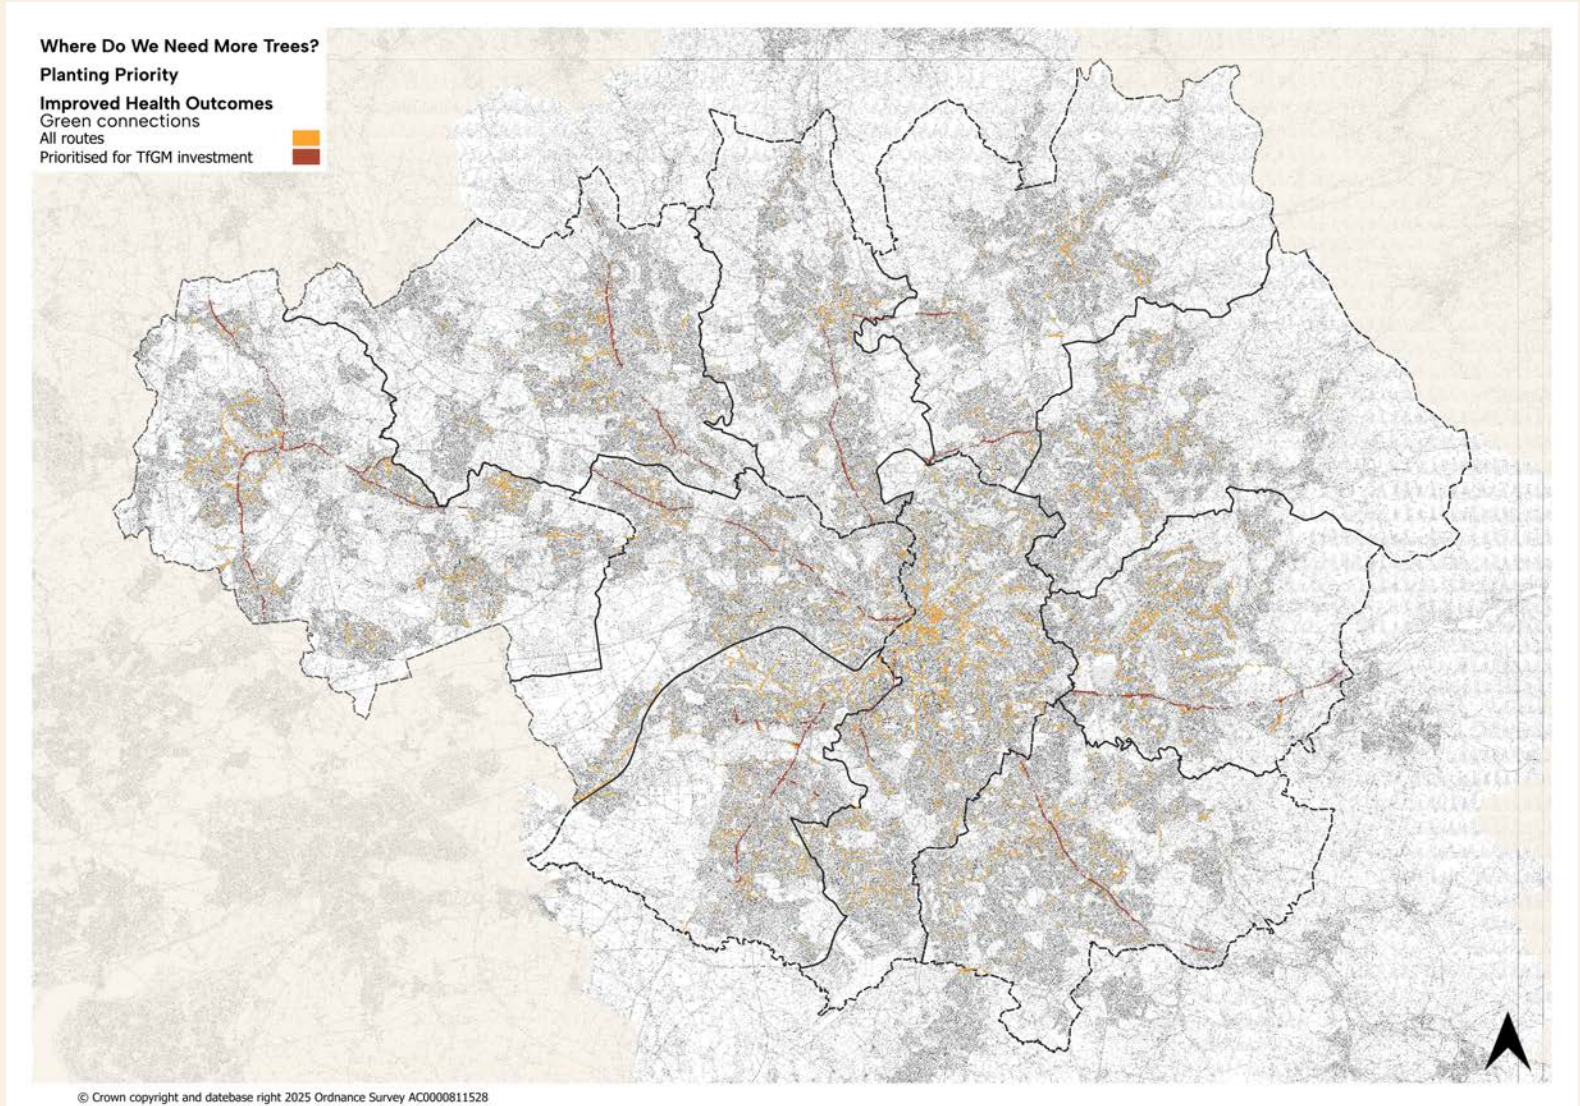 Where Do We Need More Trees?
Planting Priority
Improved Health Outcomes
Green connections
All routes
Prioritised for TfGM investment
© Crown copyright and datebase right 2025 Ordnance Survey AC0000811528